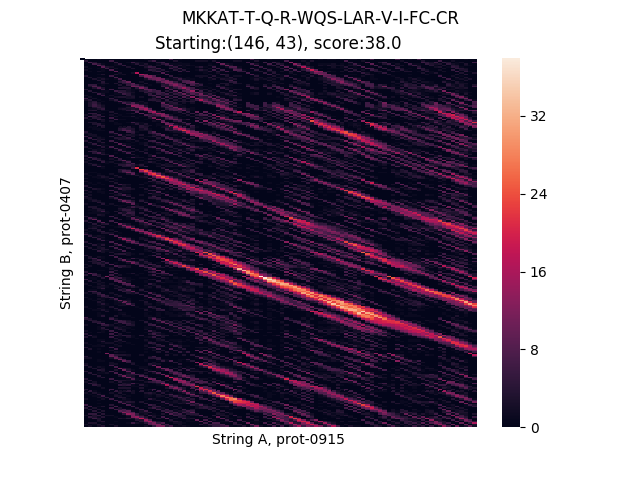 MKKAT-T-Q-R-WQS-LAR-V-I-FC-CR
Starting:(146, 43), score:38.0
String B, prot-0407
String A, prot-0915
32
24
16
8
0